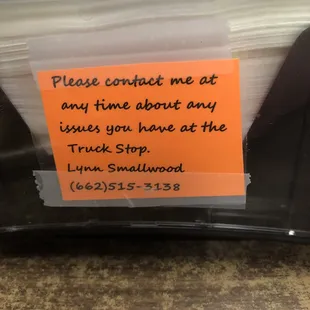 Please contact me at
any time about any
issues you have at the
Truck Stop.
Lynn Smallwood
(662)515-3138